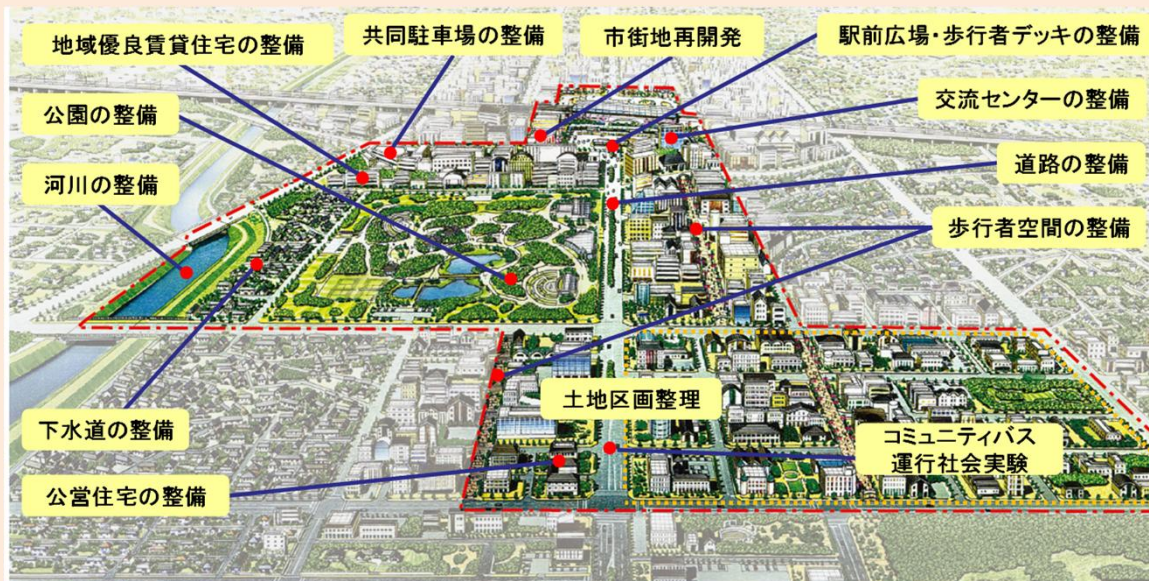 地域優良賃貸住宅の整備
共同駐車場の整備
市街地再開発
駅前広場・歩行者デッキの整備
公園の整備
交流センターの整備
河川の整備
道路の整備
歩行者空間の整備
土地区画整理
下水道の整備
コミュニティバス
運行社会実験
公営住宅の整備